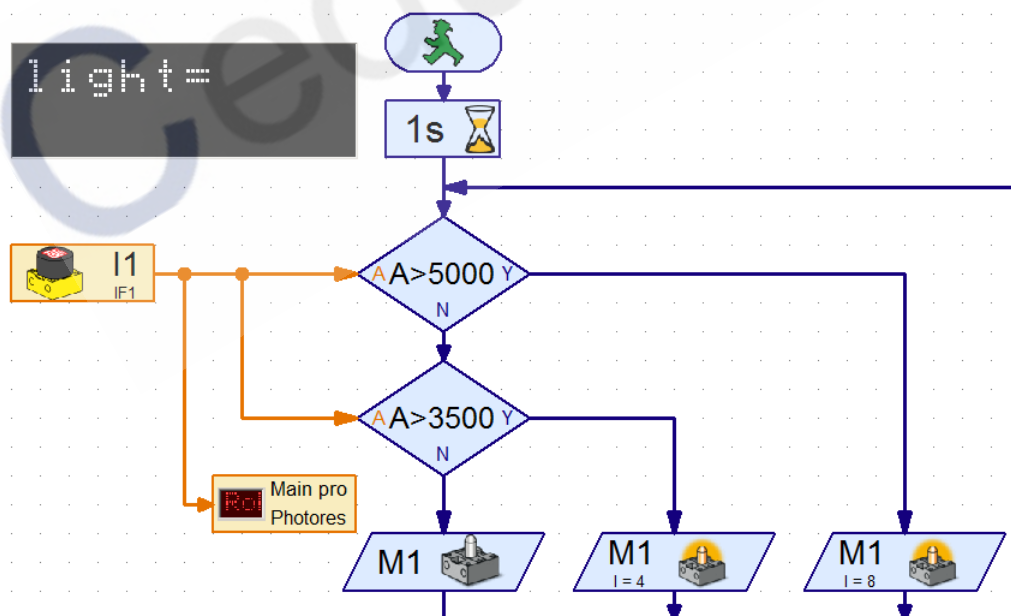 light=
1s
I1
IF1
A A>5000 Y
N
A A>3500 Y
N
Main pro
Photores
M1
M1
I = 4
M1
I = 8